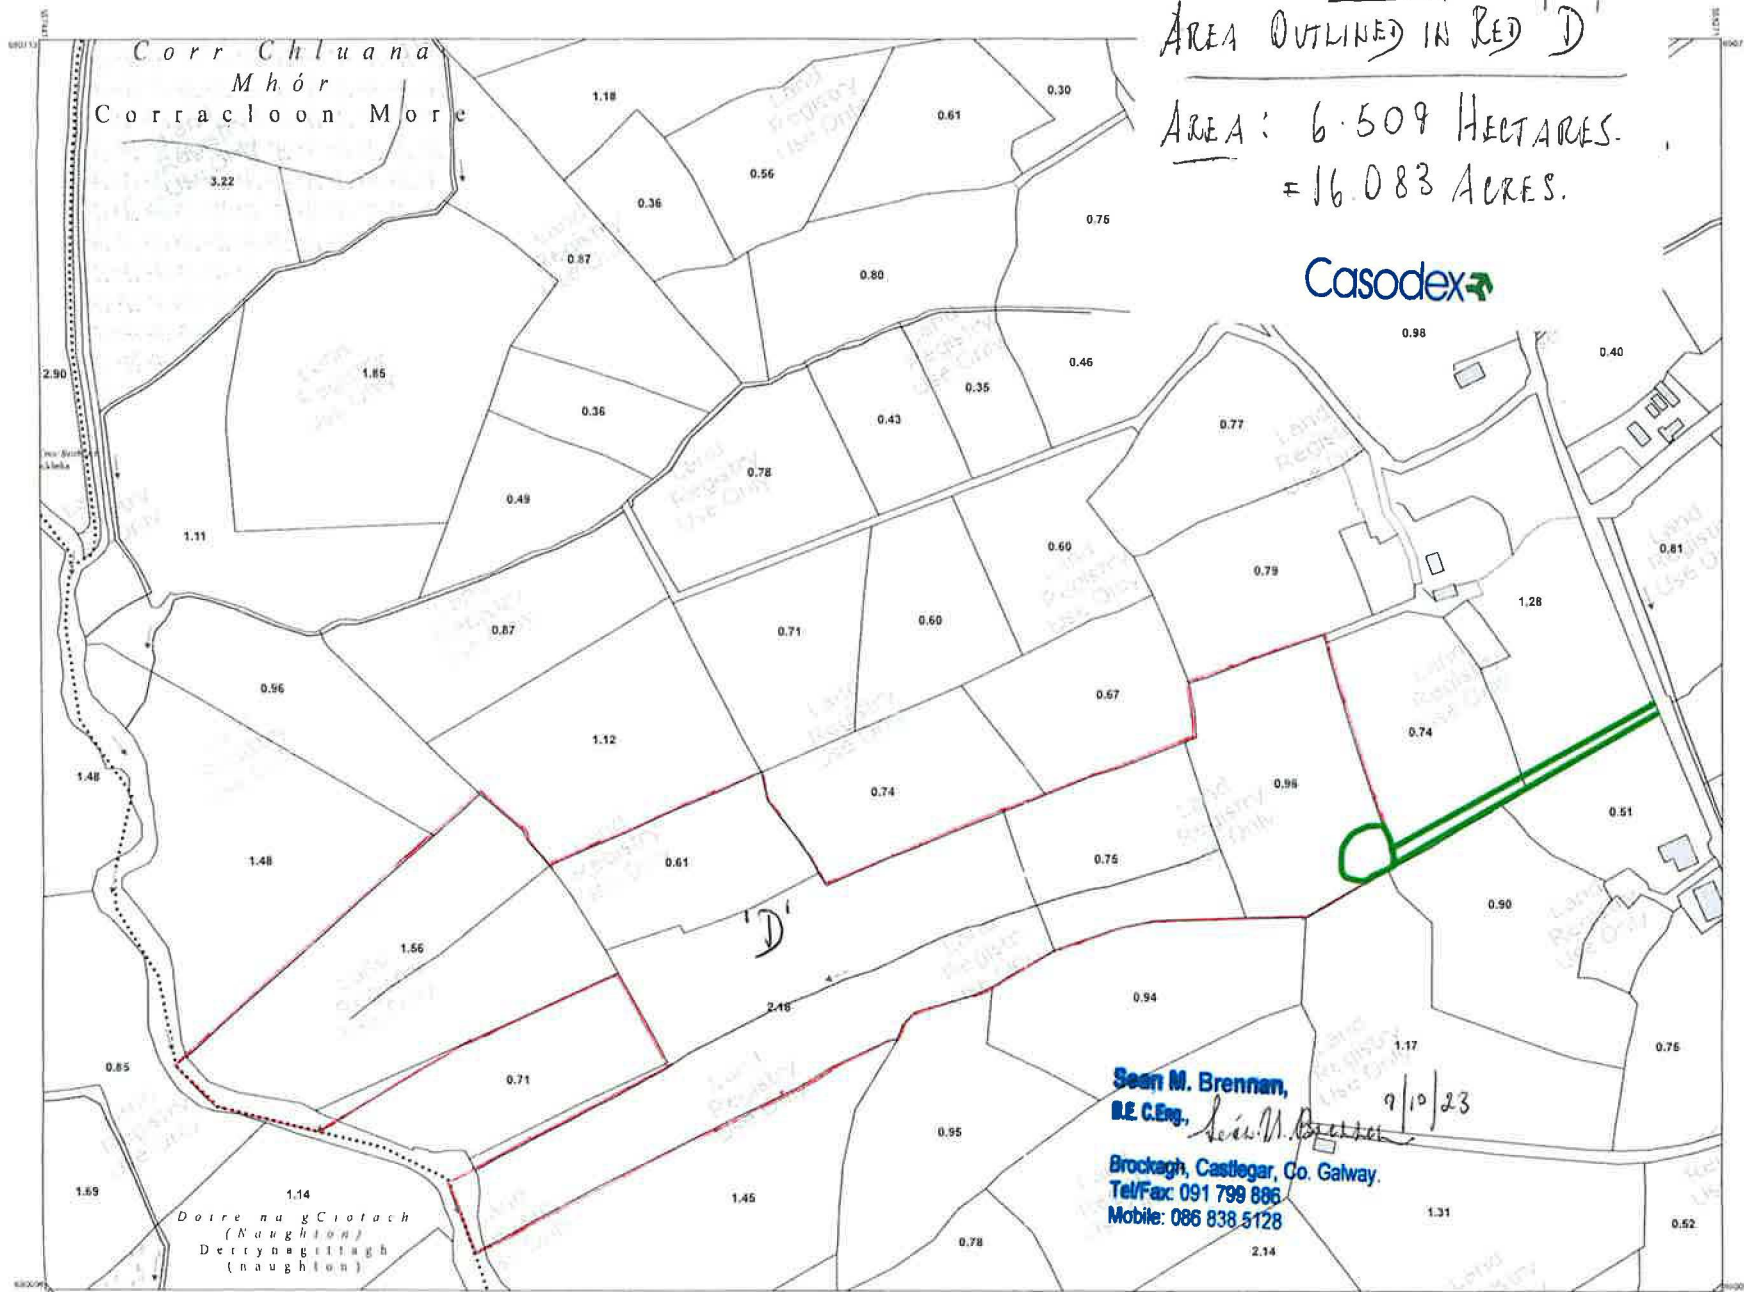 AREA OUTLINED IN RED 'D'
AREA: 6.509 HECTARES.
= 16.083 ACRES.
Casodex
Corr Chluana
Mhór
Corracloon More
1.18
0.61
0.30
0.56
3.22
0.36
0.75
0.87
0.80
0.98
0.40
2.90
1.85
0.46
0.35
0.36
0.43
0.77
0.78
0.49
1.11
0.60
0.81
0.79
1.28
0.87
0.71
0.60
0.96
0.67
1.12
0.74
1.48
0.74
0.96
0.51
1.48
0.61
0.75
0.90
'D'
1.56
0.94
2.16
1.17
0.75
0.85
0.71
0.95
Sean M. Brennan,
B.E. C.Eng.,
9/10/23
Brockagh, Castlegar, Co. Galway.
Tel/Fax: 091 799 886
Mobile: 086 838 5128
1.69
1.14
1.45
1.31
0.52
0.78
2.14
Doire na gCiotach
(Naughton)
Derrynagittagh
(naughton)
Land
Registry
Use Only